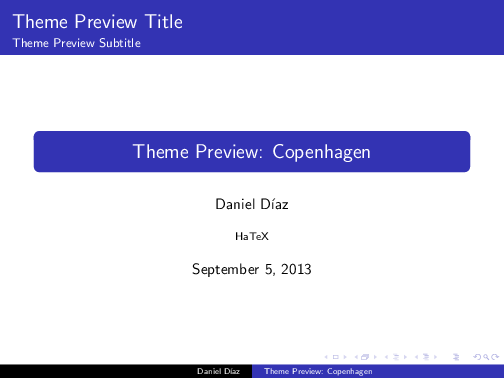 Theme Preview Title
Theme Preview Subtitle
Theme Preview: Copenhagen
Daniel Díaz
HaTeX
September 5, 2013
Daniel Díaz Theme Preview: Copenhagen